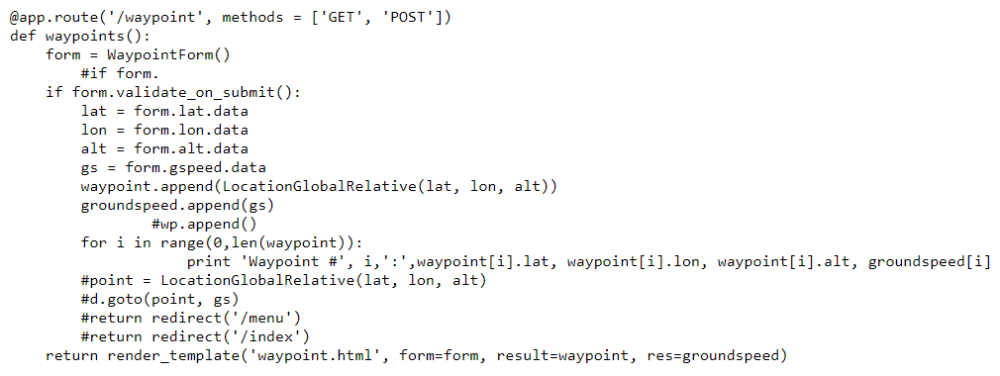 @app.route('/waypoint', methods = ['GET', 'POST'])
def waypoints():
    form = WaypointForm()
        #if form.
    if form.validate_on_submit():
        lat = form.lat.data
        lon = form.lon.data
        alt = form.alt.data
        gs = form.gspeed.data
        waypoint.append(LocationGlobalRelative(lat, lon, alt))
        groundspeed.append(gs)
                #wp.append()
        for i in range(0,len(waypoint)):
                    print 'Waypoint #', i,':',waypoint[i].lat, waypoint[i].lon, waypoint[i].alt, groundspeed[i]
        #point = LocationGlobalRelative(lat, lon, alt)
        #d.goto(point, gs)
        #return redirect('/menu')
        #return redirect('/index')
    return render_template('waypoint.html', form=form, result=waypoint, res=groundspeed)